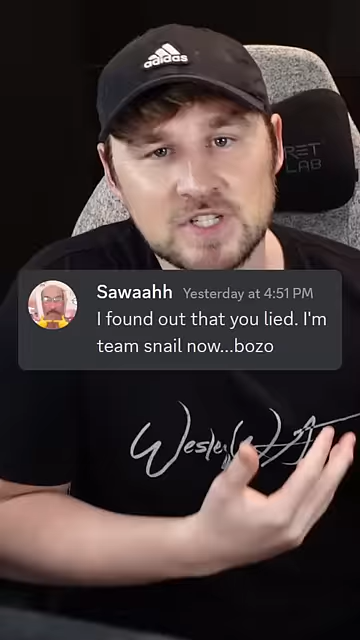 adidas
RET
LAB
Sawaahh Yesterday at 4:51 PM
I found out that you lied. I'm
team snail now...bozo